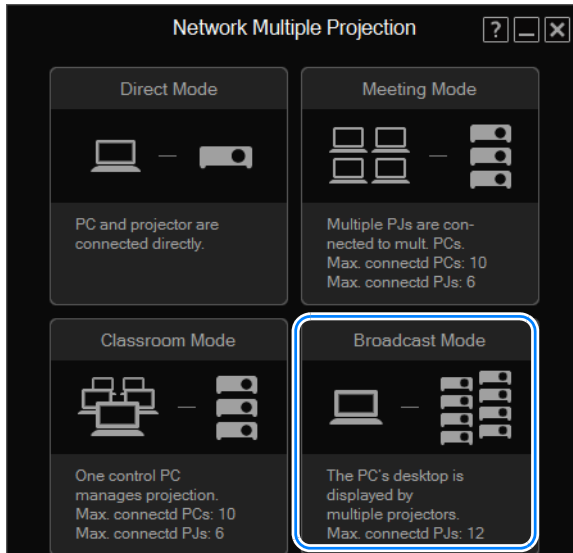 Network Multiple Projection
?
Direct Mode
PC and projector are
connected directly.
Meeting Mode
Multiple PJs are con-
nected to mult. PCs.
Max. connectd PCs: 10
Max. connectd PJs: 6
Classroom Mode
One control PC
manages projection.
Max. connectd PCs: 10
Max. connectd PJs: 6
Broadcast Mode
The PC's desktop is
displayed by
multiple projectors.
Max. connectd PJs: 12